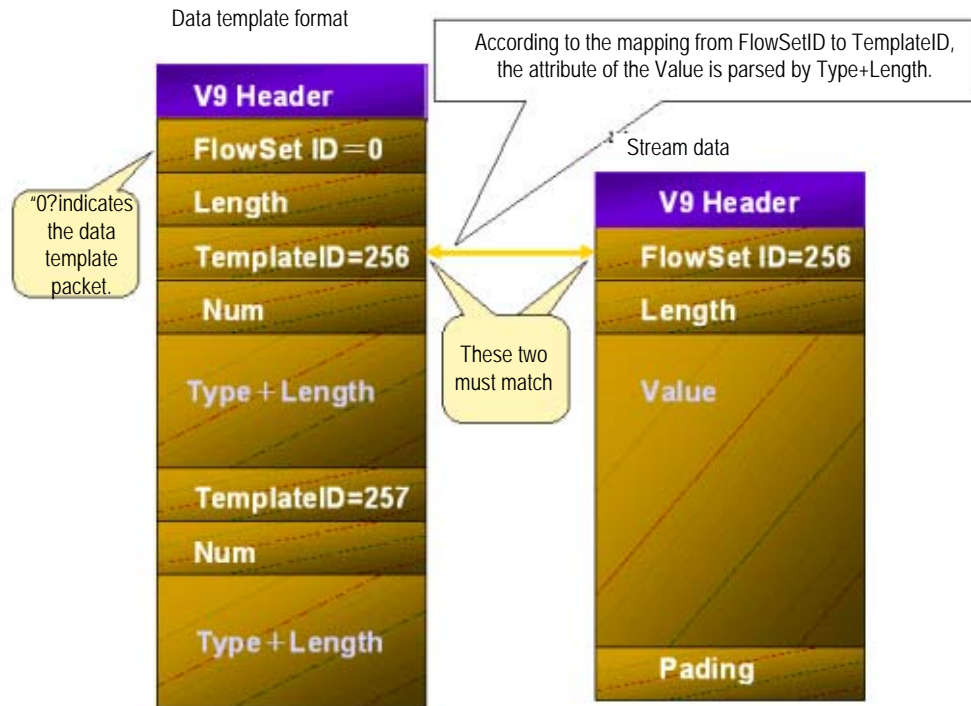 Data template format
According to the mapping from FlowSetID to TemplateID,
the attribute of the Value is parsed by Type+Length.
V9 Header
FlowSet ID=0
Length
TemplateID=256
Num
Type+Length
TemplateID=257
Num
Type+Length
"0?indicates
the data
template
packet.
These two
must match
Stream data
V9 Header
FlowSet ID=256
Length
Value
Pading